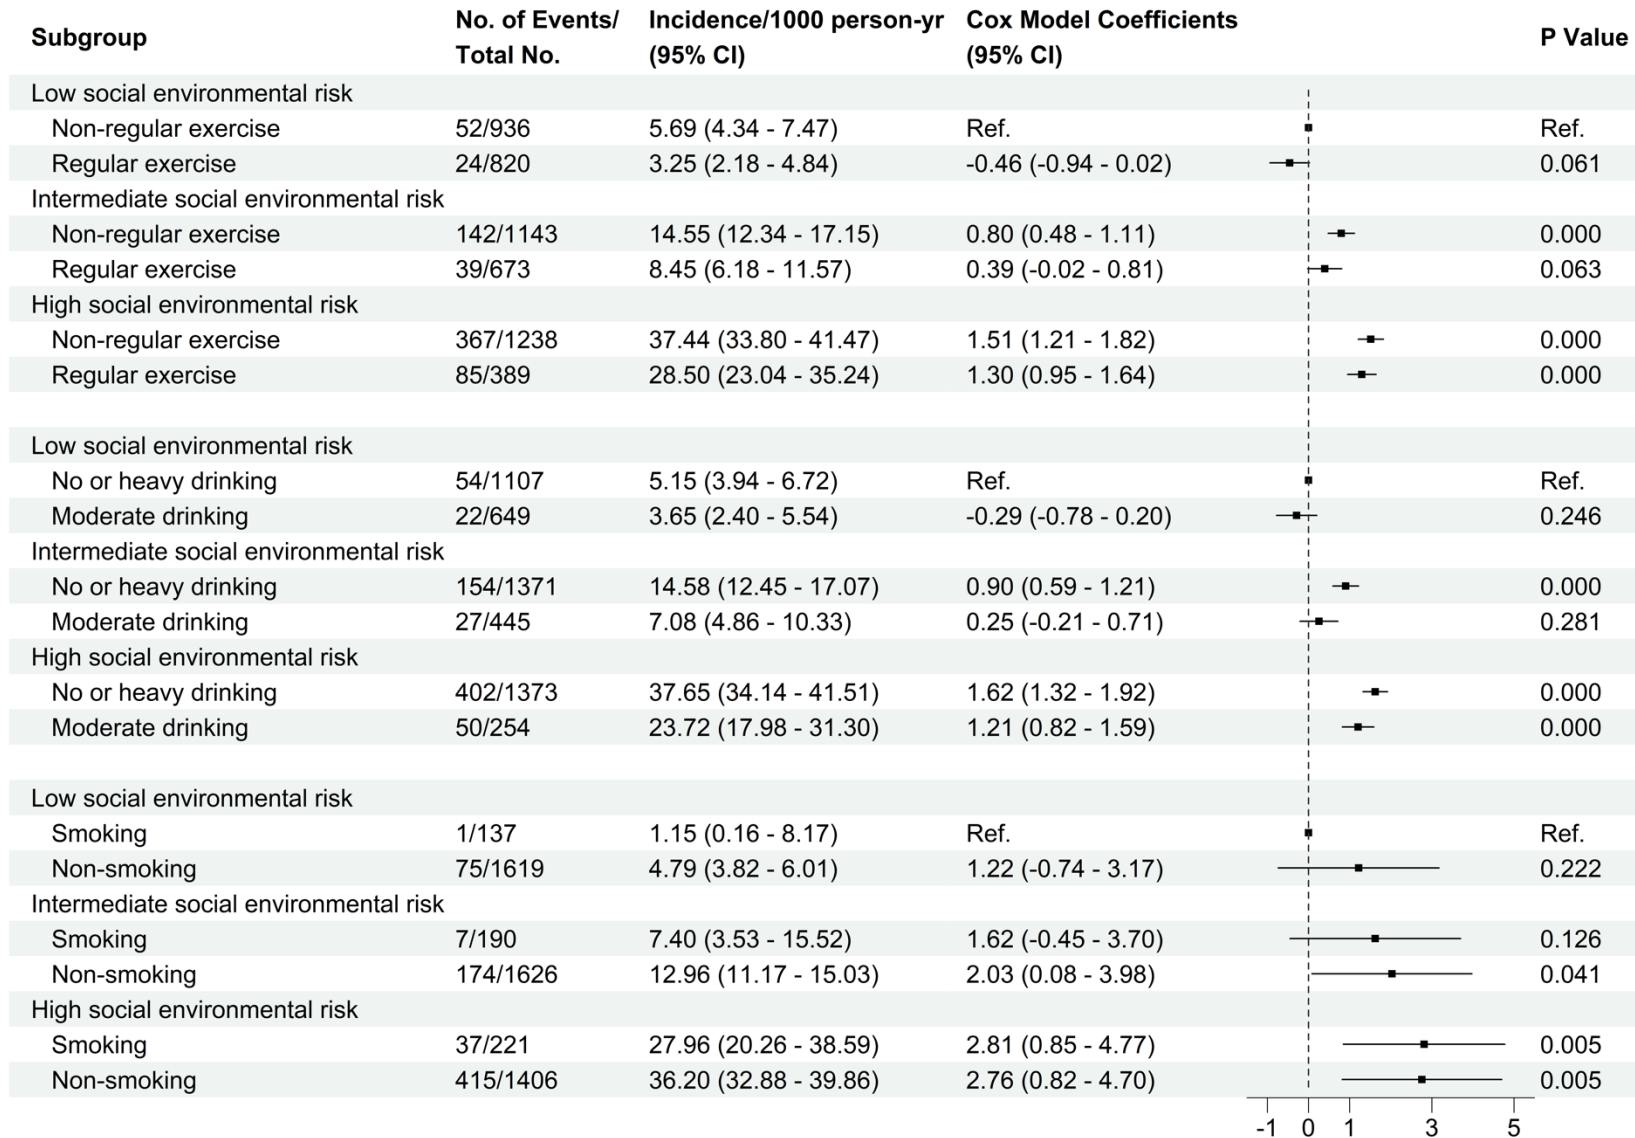 Subgroup No. of Events/ Total No. Incidence/1000 person-yr (95% CI) Cox Model Coefficients (95% CI) P Value
Low social environmental risk
Non-regular exercise 52/936 5.69 (4.34 - 7.47) Ref. Ref.
Regular exercise 24/820 3.25 (2.18 - 4.84) -0.46 (-0.94 - 0.02) 0.061
Intermediate social environmental risk
Non-regular exercise 142/1143 14.55 (12.34 - 17.15) 0.80 (0.48 - 1.11) 0.000
Regular exercise 39/673 8.45 (6.18 - 11.57) 0.39 (-0.02 - 0.81) 0.063
High social environmental risk
Non-regular exercise 367/1238 37.44 (33.80 - 41.47) 1.51 (1.21 - 1.82) 0.000
Regular exercise 85/389 28.50 (23.04 - 35.24) 1.30 (0.95 - 1.64) 0.000
Low social environmental risk
No or heavy drinking 54/1107 5.15 (3.94 - 6.72) Ref. Ref.
Moderate drinking 22/649 3.65 (2.40 - 5.54) -0.29 (-0.78 - 0.20) 0.246
Intermediate social environmental risk
No or heavy drinking 154/1371 14.58 (12.45 - 17.07) 0.90 (0.59 - 1.21) 0.000
Moderate drinking 27/445 7.08 (4.86 - 10.33) 0.25 (-0.21 - 0.71) 0.281
High social environmental risk
No or heavy drinking 402/1373 37.65 (34.14 - 41.51) 1.62 (1.32 - 1.92) 0.000
Moderate drinking 50/254 23.72 (17.98 - 31.30) 1.21 (0.82 - 1.59) 0.000
Low social environmental risk
Smoking 1/137 1.15 (0.16 - 8.17) Ref. Ref.
Non-smoking 75/1619 4.79 (3.82 - 6.01) 1.22 (-0.74 - 3.17) 0.222
Intermediate social environmental risk
Smoking 7/190 7.40 (3.53 - 15.52) 1.62 (-0.45 - 3.70) 0.126
Non-smoking 174/1626 12.96 (11.17 - 15.03) 2.03 (0.08 - 3.98) 0.041
High social environmental risk
Smoking 37/221 27.96 (20.26 - 38.59) 2.81 (0.85 - 4.77) 0.005
Non-smoking 415/1406 36.20 (32.88 - 39.86) 2.76 (0.82 - 4.70) 0.005
-1 0 1 3 5